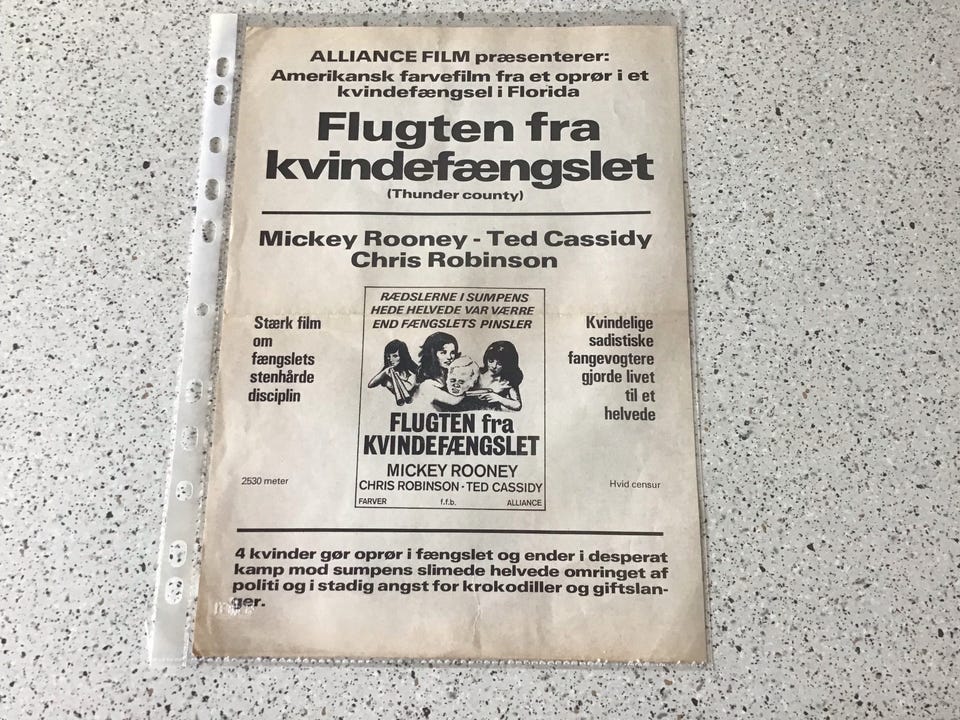 ALLIANCE FILM præsenterer:
Amerikansk farvefilm fra et oprør i et
kvindefængsel i Florida
Flugten fra
kvindefængslet
(Thunder county)
Mickey Rooney - Ted Cassidy
Chris Robinson
Stærk film
om
fængslets
stenhårde
disciplin
RÆDSLERNE I SUMPENS
HEDE HELVEDE VAR VÆRRE
END FÆNGSLETS PINSLER
FLUGTEN fra
KVINDEFÆNGSLET
MICKEY ROONEY
CHRIS ROBINSON · TED CASSIDY
FARVER f.f.b. ALLIANCE
Kvindelige
sadistiske
fangevogtere
gjorde livet
til et
helvede
2530 meter
Hvid censur
4 kvinder gør oprør i fængslet og ender i desperat
kamp mod sumpens slimede helvede omringet af
politi og i stadig angst for krokodiller og giftslan-
ger.